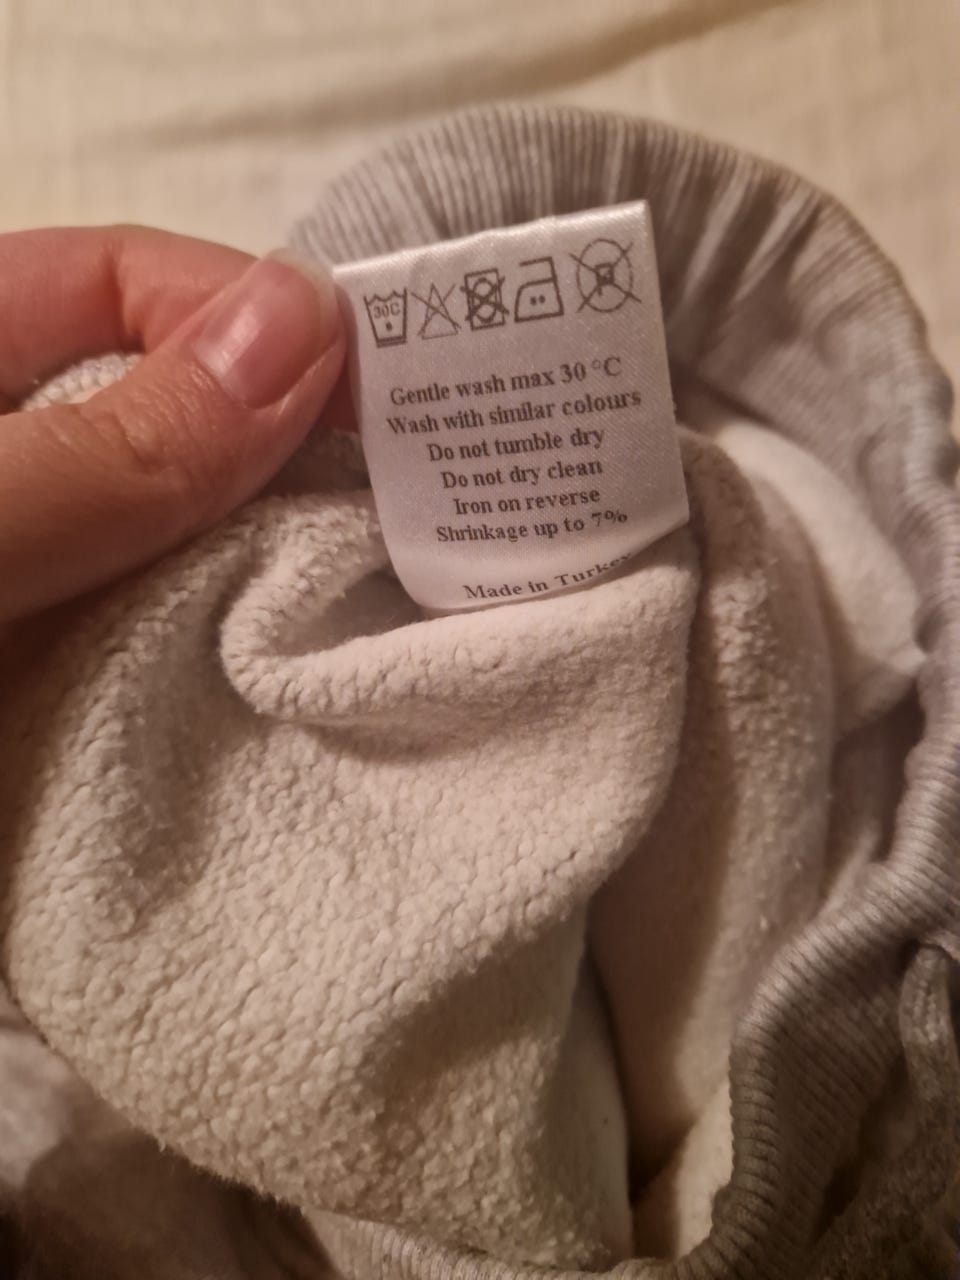 30C P
Gentle wash max 30 °C
Wash with similar colours
Do not tumble dry
Do not dry clean
Iron on reverse
Shrinkage up to 7%
Made in Turkey